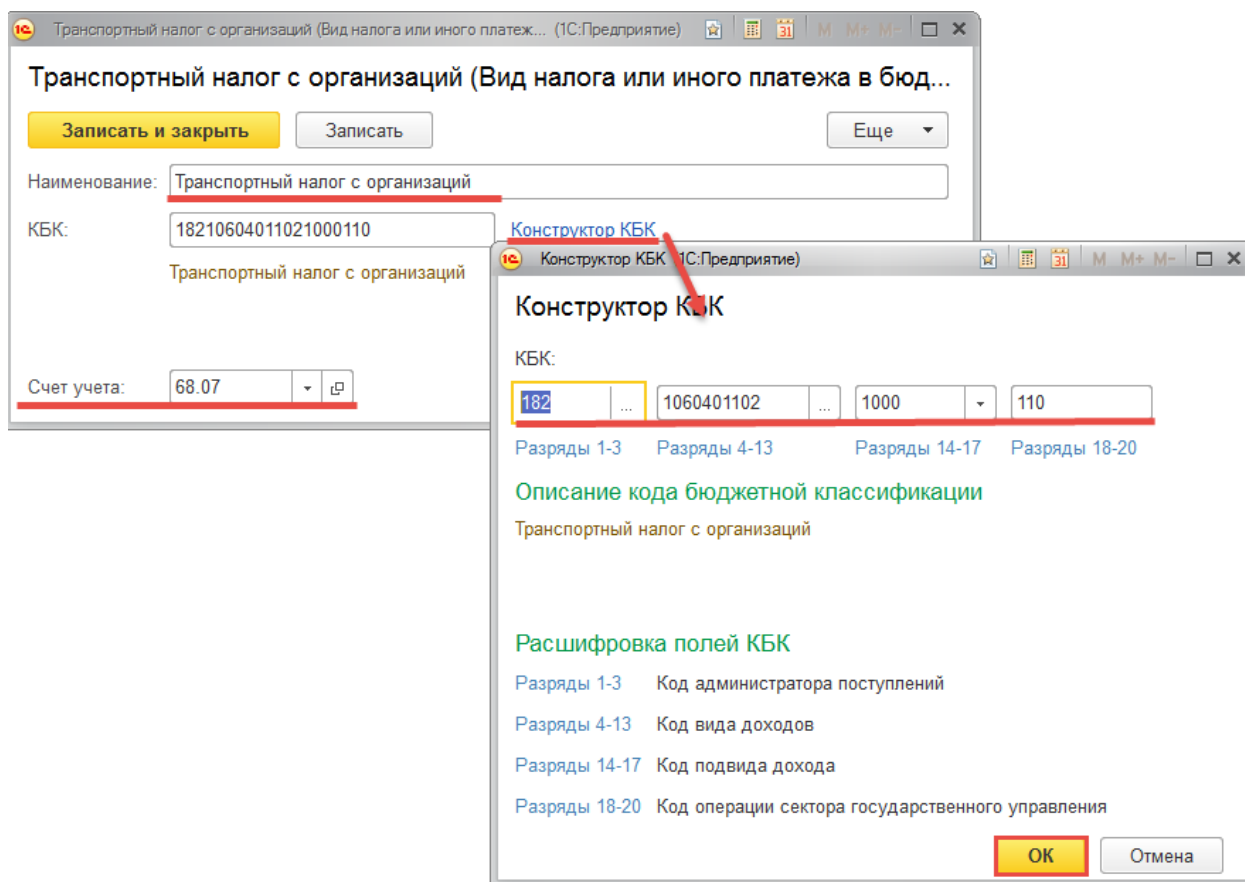 Транспортный налог с организаций (Вид налога или иного платеж... (1С:Предприятие) 31 M M+ M-
Транспортный налог с организаций (Вид налога или иного платежа в бюд...
Записать и закрыть Записать Еще
Наименование: Транспортный налог с организаций
КБК: 18210604011021000110 Конструктор КБК
Транспортный налог с организаций
Счет учета: 68.07
Конструктор КБК (1С:Предприятие) 31 M M+ M-
Конструктор КБК
КБК:
182 ... 1060401102 ... 1000 110
Разряды 1-3 Разряды 4-13 Разряды 14-17 Разряды 18-20
Описание кода бюджетной классификации
Транспортный налог с организаций
Расшифровка полей КБК
Разряды 1-3 Код администратора поступлений
Разряды 4-13 Код вида доходов
Разряды 14-17 Код подвида дохода
Разряды 18-20 Код операции сектора государственного управления
ОК Отмена